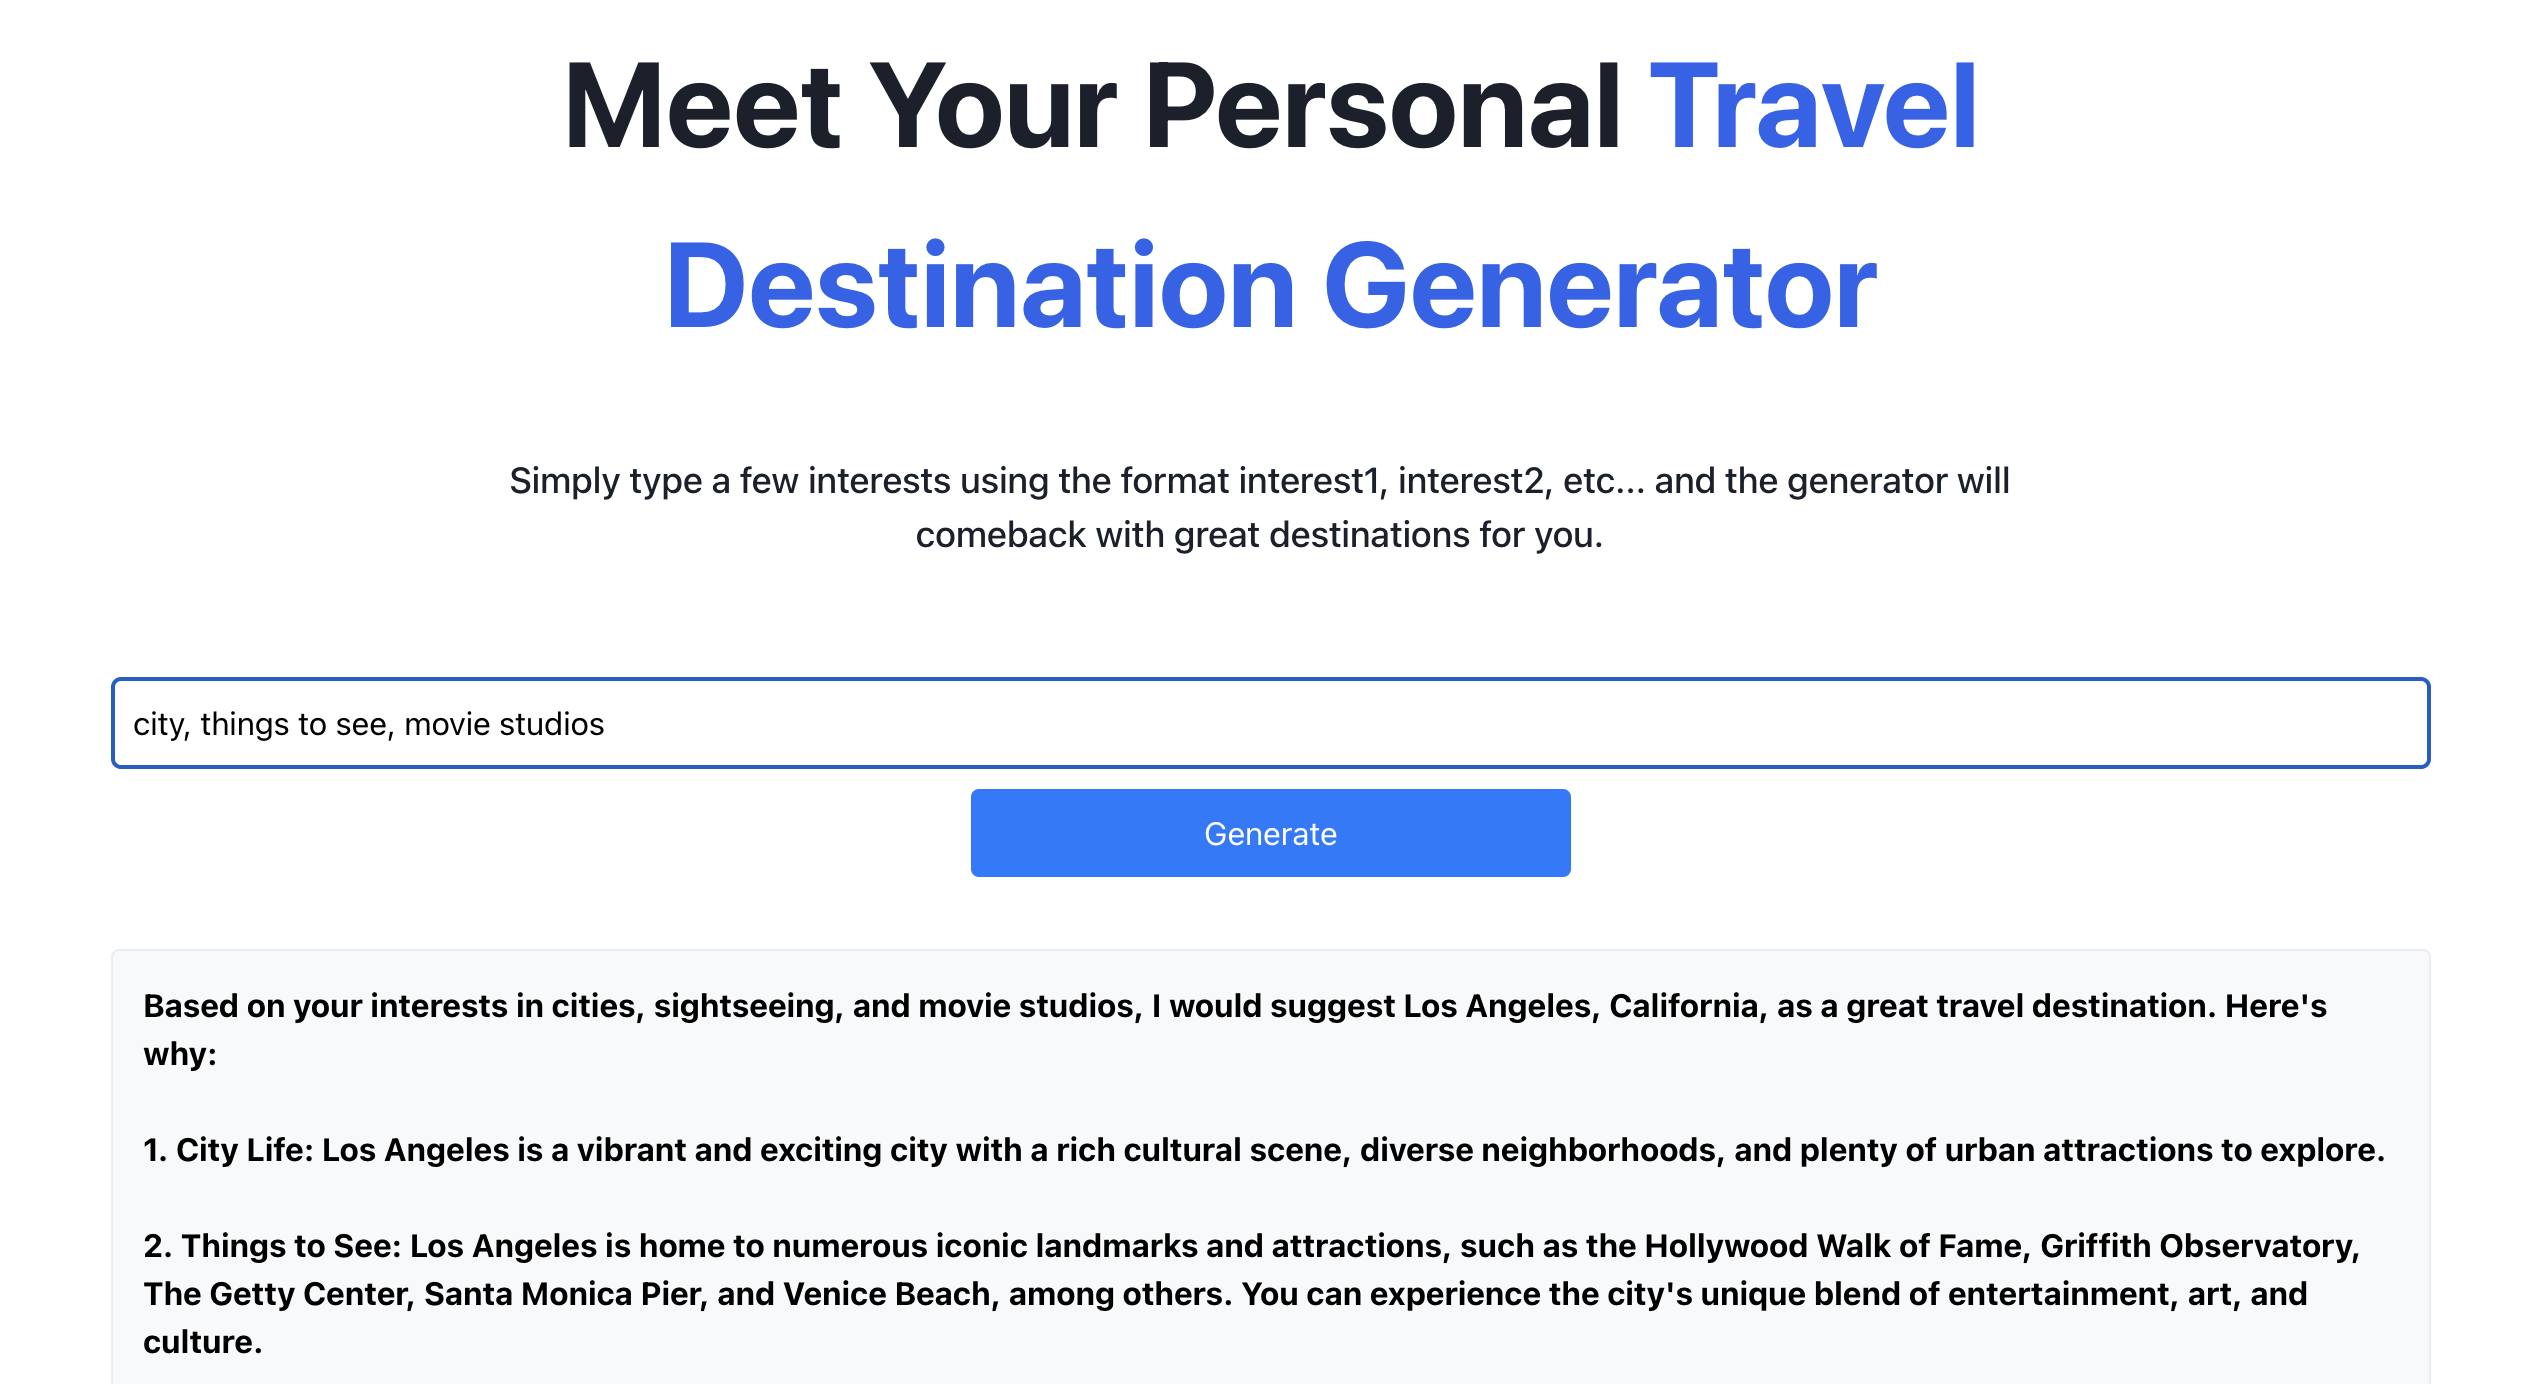 Meet Your Personal Travel
Destination Generator
Simply type a few interests using the format interest1, interest2, etc... and the generator will
comeback with great destinations for you.
city, things to see, movie studios
Generate
Based on your interests in cities, sightseeing, and movie studios, I would suggest Los Angeles, California, as a great travel destination. Here's
why:
1. City Life: Los Angeles is a vibrant and exciting city with a rich cultural scene, diverse neighborhoods, and plenty of urban attractions to explore.
2. Things to See: Los Angeles is home to numerous iconic landmarks and attractions, such as the Hollywood Walk of Fame, Griffith Observatory,
The Getty Center, Santa Monica Pier, and Venice Beach, among others. You can experience the city's unique blend of entertainment, art, and
culture.